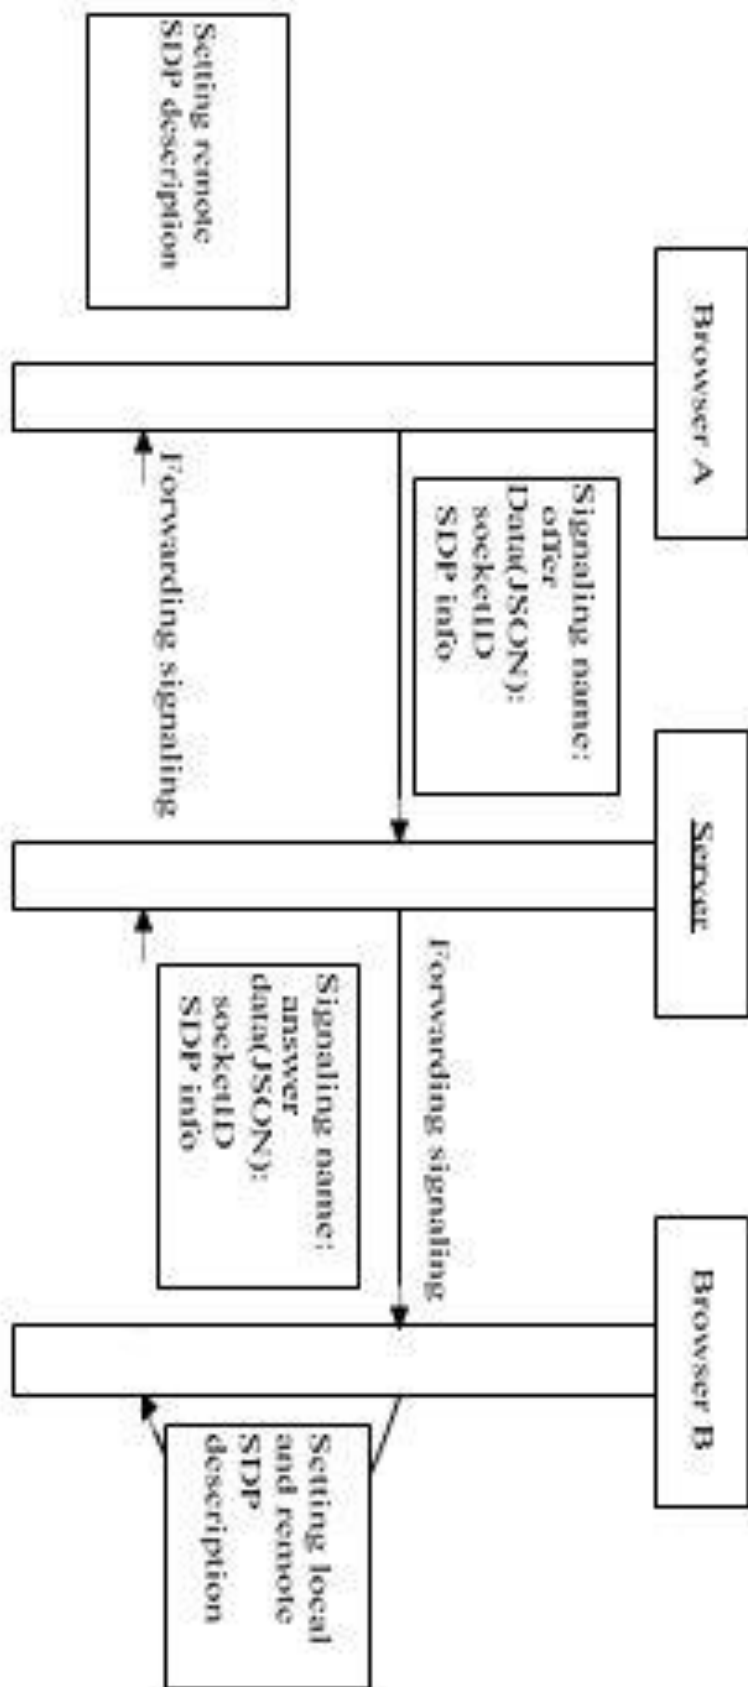 Browser A
Server
Browser B
Signaling name:
offer
Data(JSON):
socketID
SDP info
Forwarding signaling
Setting local
and remote
SDP
description
Signaling name:
answer
data(JSON):
socketID
SDP info
Forwarding signaling
Setting remote
SDP description